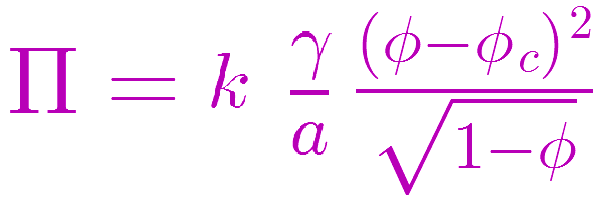 Π = k γ/a (ϕ−ϕ_c)²/√(1−ϕ)